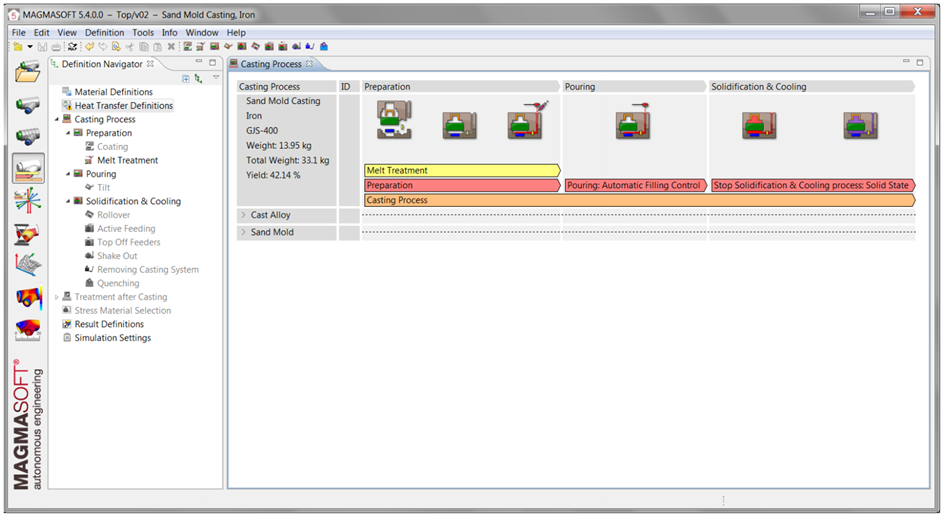 MAGMASOFT 5.4.0.0 – Top/v02 – Sand Mold Casting, Iron
File Edit View Definition Tools Info Window Help
Definition Navigator
Material Definitions
Heat Transfer Definitions
Casting Process
Preparation
Coating
Melt Treatment
Pouring
Tilt
Solidification & Cooling
Rollover
Active Feeding
Top Off Feeders
Shake Out
Removing Casting System
Quenching
Treatment after Casting
Stress Material Selection
Result Definitions
Simulation Settings
Casting Process
Casting Process ID Preparation Pouring Solidification & Cooling
Sand Mold Casting
Iron
GJS-400
Weight: 13.95 kg
Total Weight: 33.1 kg
Yield: 42.14 %
Melt Treatment
Preparation Pouring: Automatic Filling Control Stop Solidification & Cooling process: Solid State
Casting Process
Cast Alloy
Sand Mold
MAGMASOFT®
autonomous engineering